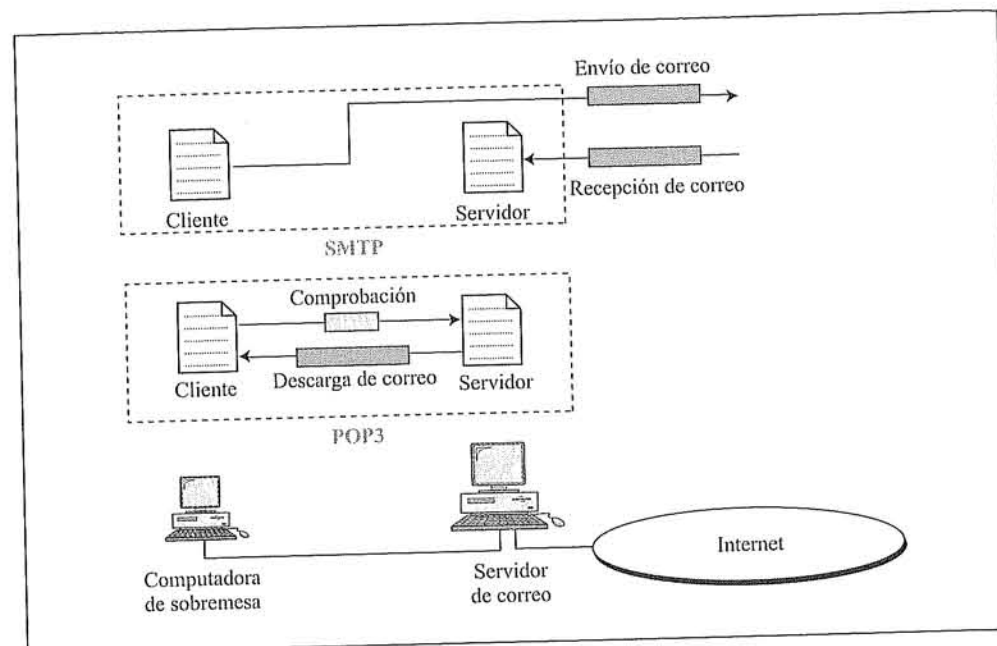 Envío de correo
Recepción de correo
Cliente
Servidor
SMTP
Comprobación
Descarga de correo
Cliente
Servidor
POP3
Internet
Computadora
de sobremesa
Servidor
de correo